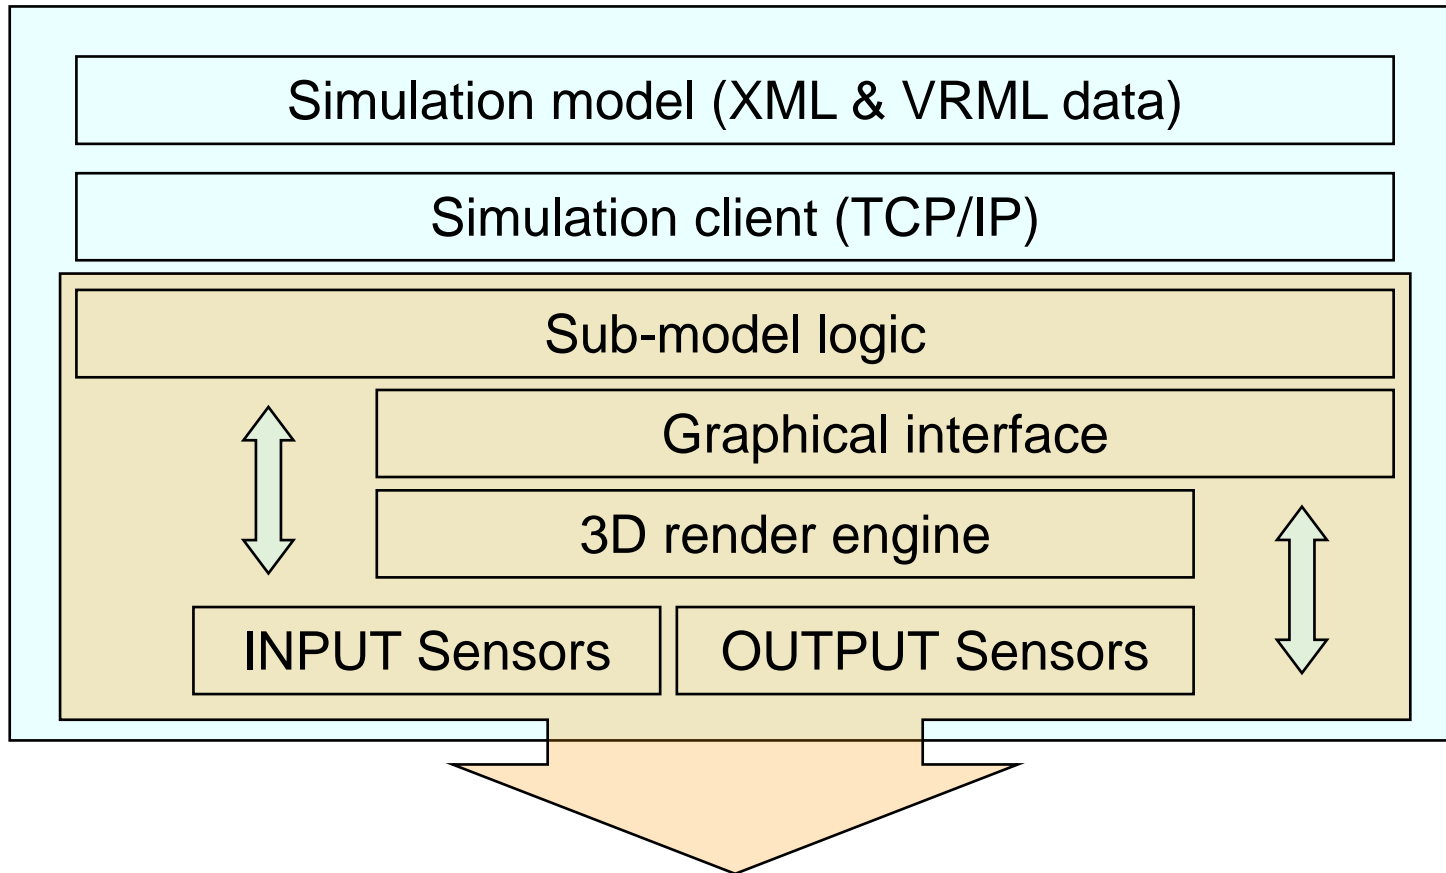 Simulation model (XML & VRML data)
Simulation client (TCP/IP)
Sub-model logic
Graphical interface
3D render engine
INPUT Sensors
OUTPUT Sensors